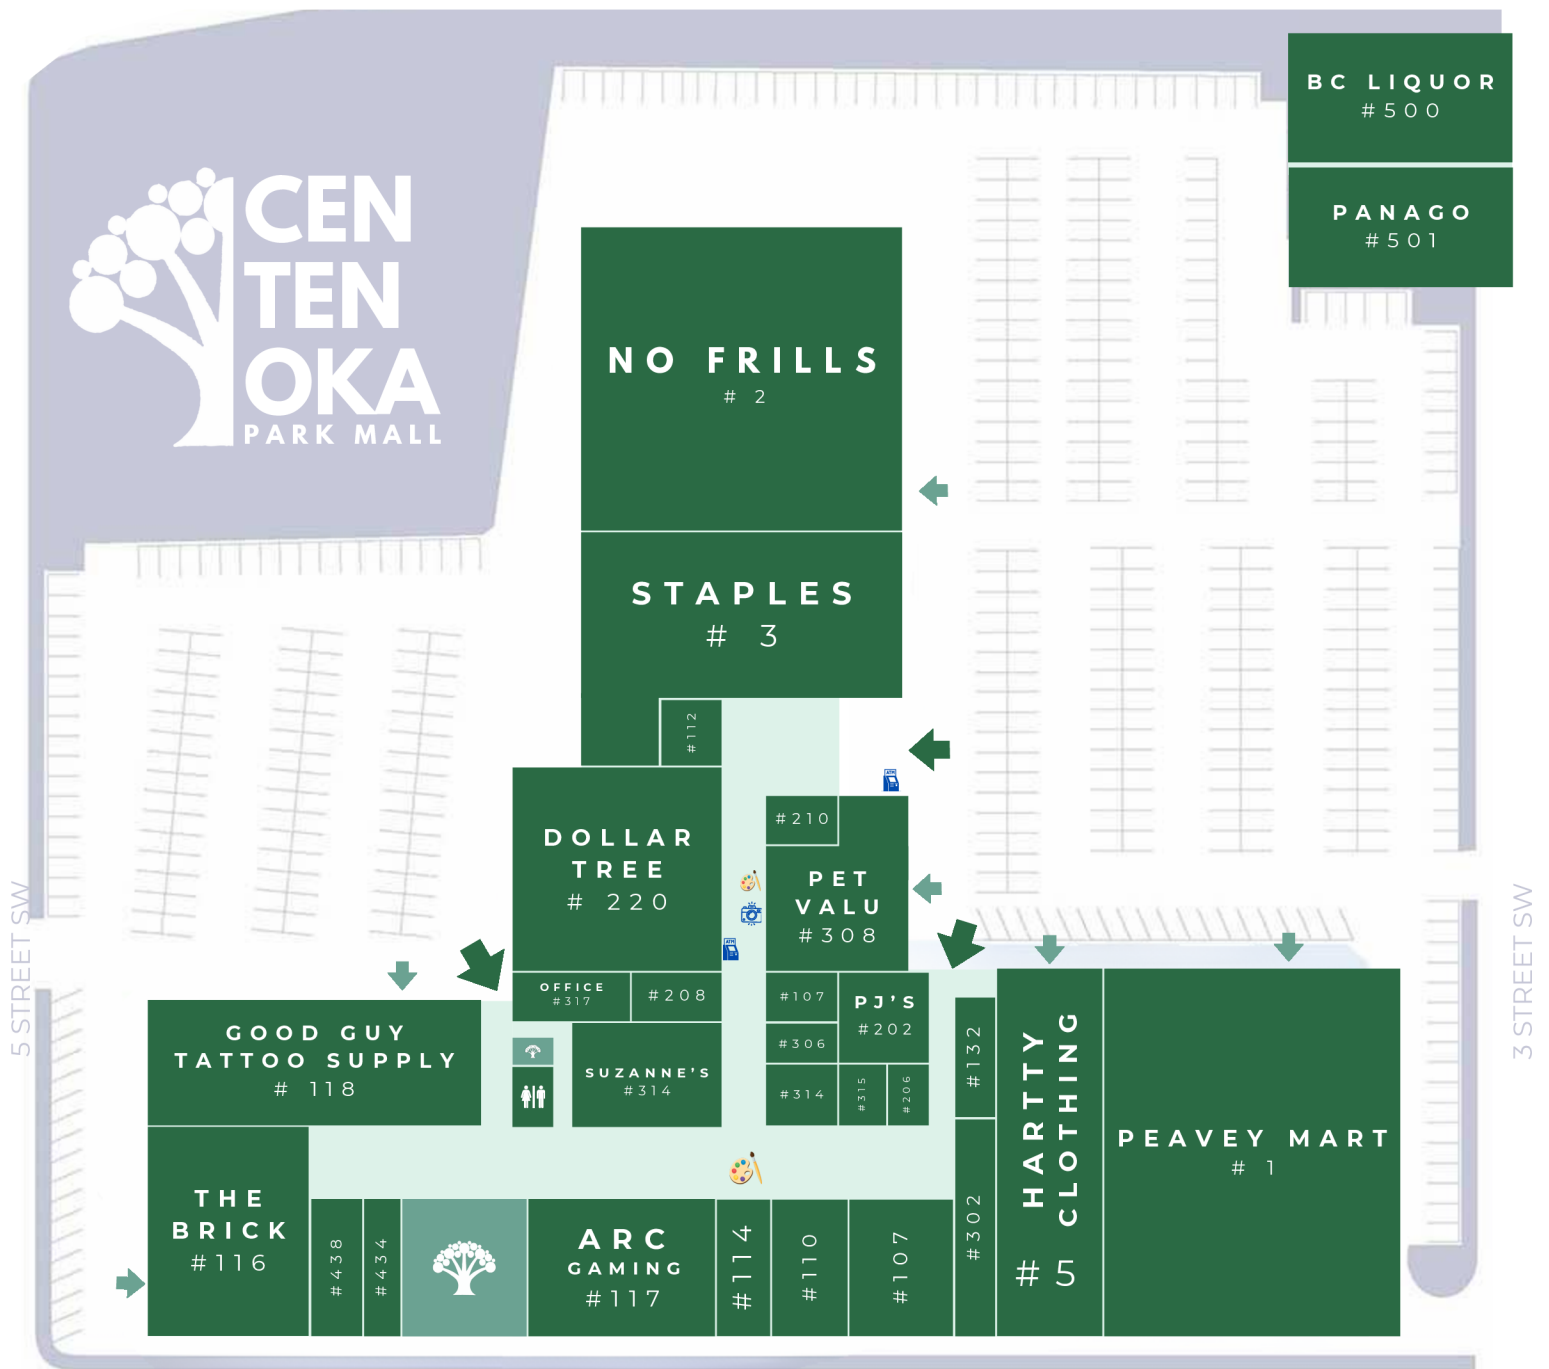 BC LIQUOR
#500
PANAGO
#501
CEN
TEN
OKA
PARK MALL
NO FRILLS
# 2
STAPLES
# 3
#112
DOLLAR
TREE
# 220
ATM
#210
PET
VALU
#308
ATM
OFFICE
#317
#208
#107
PJ'S
#202
#306
SUZANNE'S
#314
#314
#315
#206
5 STREET SW
3 STREET SW
GOOD GUY
TATTOO SUPPLY
# 118
#132
HARTTY
CLOTHING
#5
PEAVEY MART
# 1
THE
BRICK
#116
#438
#434
ARC
GAMING
#117
#114
#110
#107
#302